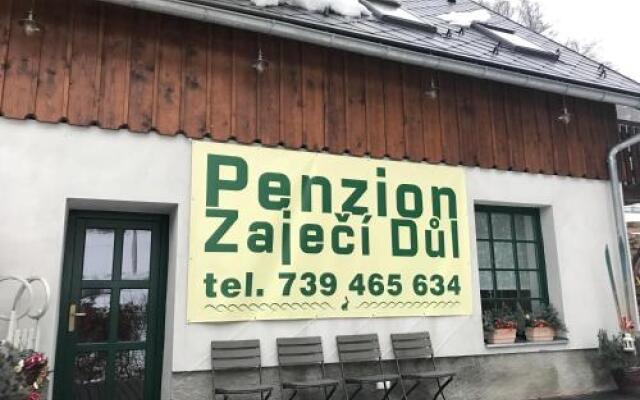 Penzion
Zaječí Důl
tel. 739 465 634